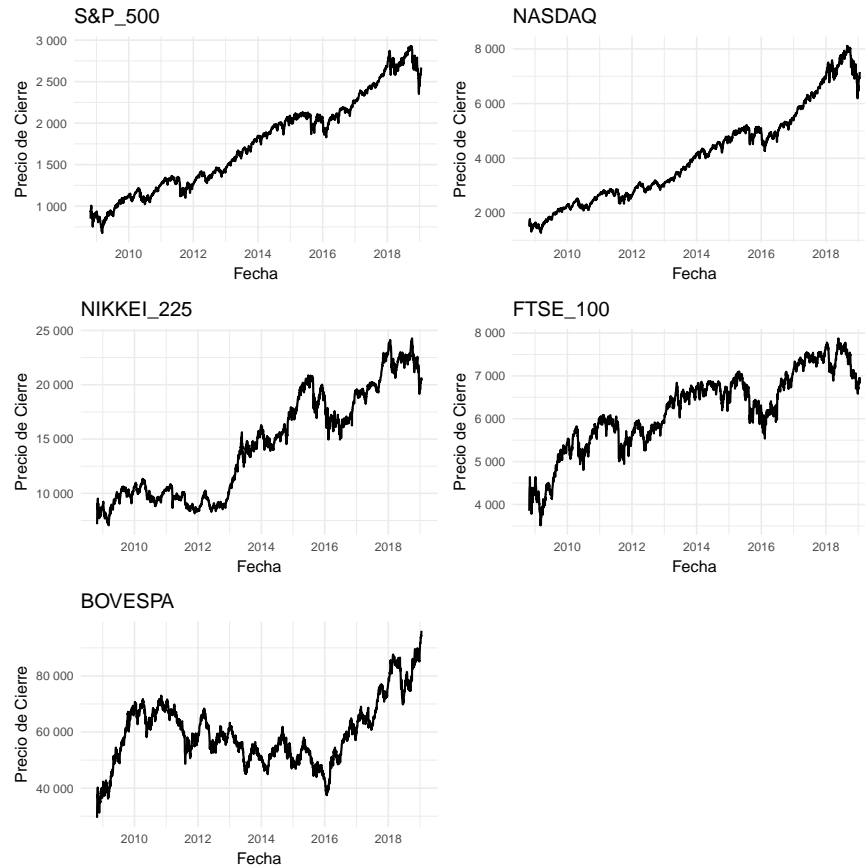 S&P_500
3 000
2 500
2 000
1 500
1 000
Precio de Cierre
2010 2012 2014 2016 2018
Fecha
NASDAQ
8 000
6 000
4 000
2 000
Precio de Cierre
2010 2012 2014 2016 2018
Fecha
NIKKEI_225
25 000
20 000
15 000
10 000
Precio de Cierre
2010 2012 2014 2016 2018
Fecha
FTSE_100
8 000
7 000
6 000
5 000
4 000
Precio de Cierre
2010 2012 2014 2016 2018
Fecha
BOVESPA
80 000
60 000
40 000
Precio de Cierre
2010 2012 2014 2016 2018
Fecha